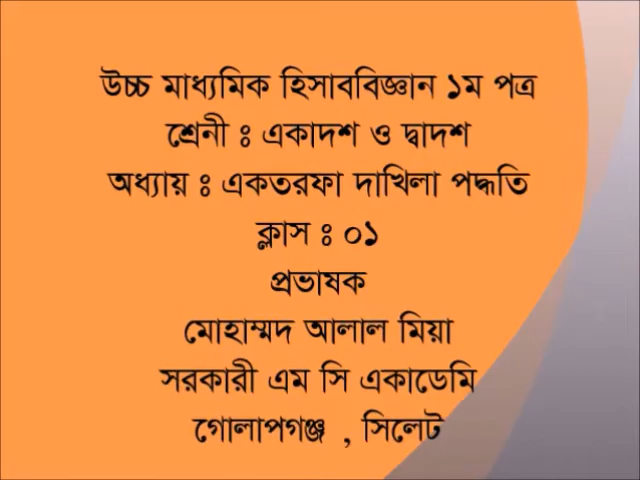 উচ্চ মাধ্যমিক হিসাববিজ্ঞান ১ম পত্র
শ্রেনী ঃ একাদশ ও দ্বাদশ
অধ্যায় ঃ একতরফা দাখিলা পদ্ধতি
ক্লাস ঃ ০১
প্রভাষক
মোহাম্মদ আলাল মিয়া
সরকারী এম সি একাডেমি
গোলাপগঞ্জ , সিলেট